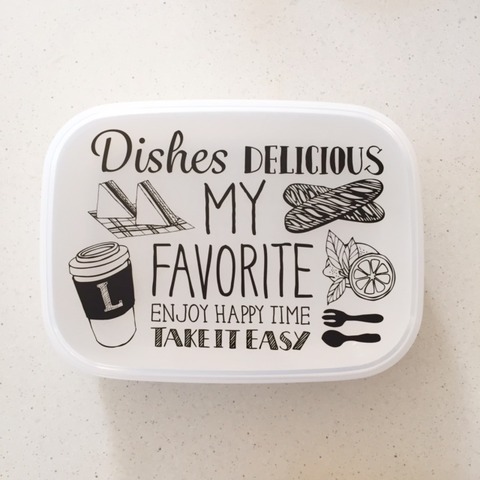 Dishes DELICIOUS
MY
FAVORITE
L
ENJOY HAPPY TIME
TAKE IT EASY